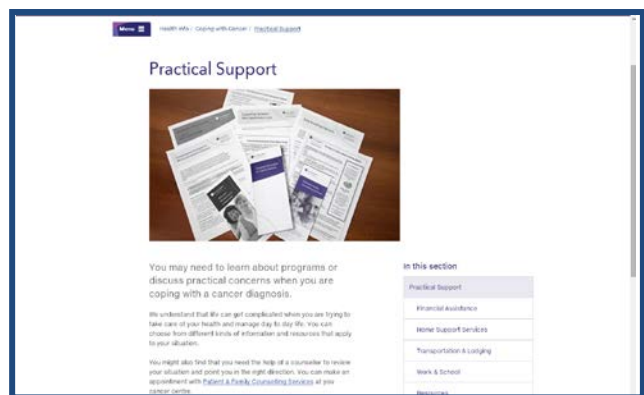 Menu
Health Info / Coping with Cancer / Practical Support
Practical Support
You may need to learn about programs or
discuss practical concerns when you are
coping with a cancer diagnosis.
We understand that life can get complicated when you are trying to
take care of your health and manage day to day life. You can
choose from different kinds of information and resources that apply
to your situation.
You might also find that you need the help of a counsellor to review
your situation and point you in the right direction. You can make an
appointment with Patient & Family Counselling Services at you
cancer centre
In this section
Practical Support
Financial Assistance
Home Support Services
Transportation & Lodging
Work & School
Resources